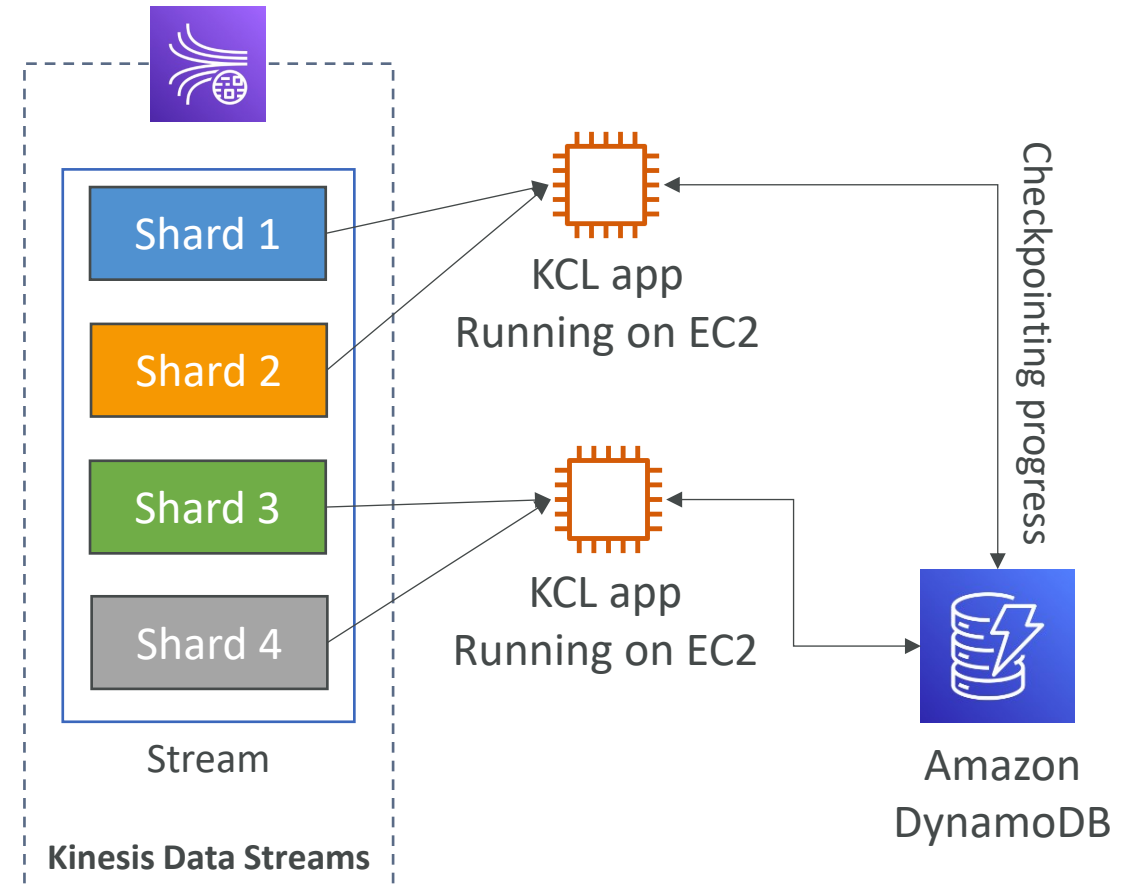 Shard 1
Shard 2
Shard 3
Shard 4
Stream
Kinesis Data Streams
KCL app
Running on EC2
KCL app
Running on EC2
Checkpointing progress
Amazon
DynamoDB